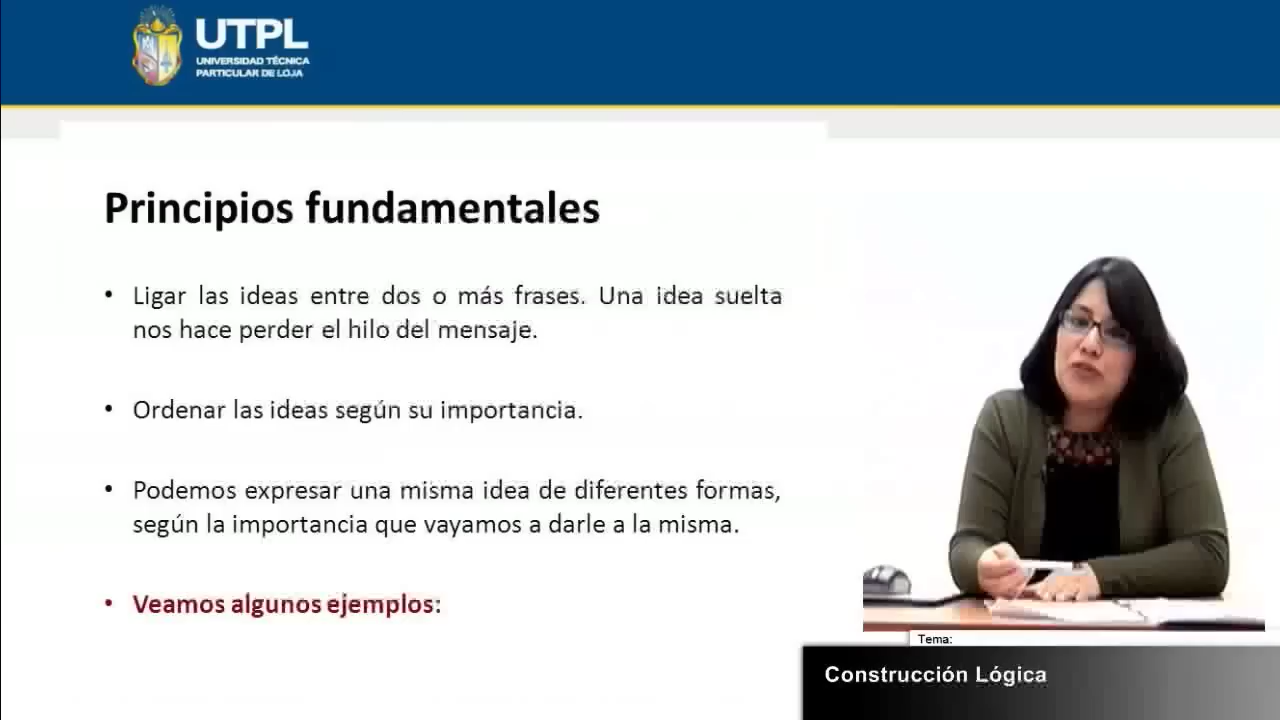 UTPL
UNIVERSIDAD TÉCNICA
PARTICULAR DE LOJA
Principios fundamentales
• Ligar las ideas entre dos o más frases. Una idea suelta
nos hace perder el hilo del mensaje.
• Ordenar las ideas según su importancia.
• Podemos expresar una misma idea de diferentes formas,
según la importancia que vayamos a darle a la misma.
• Veamos algunos ejemplos:
Tema:
Construcción Lógica